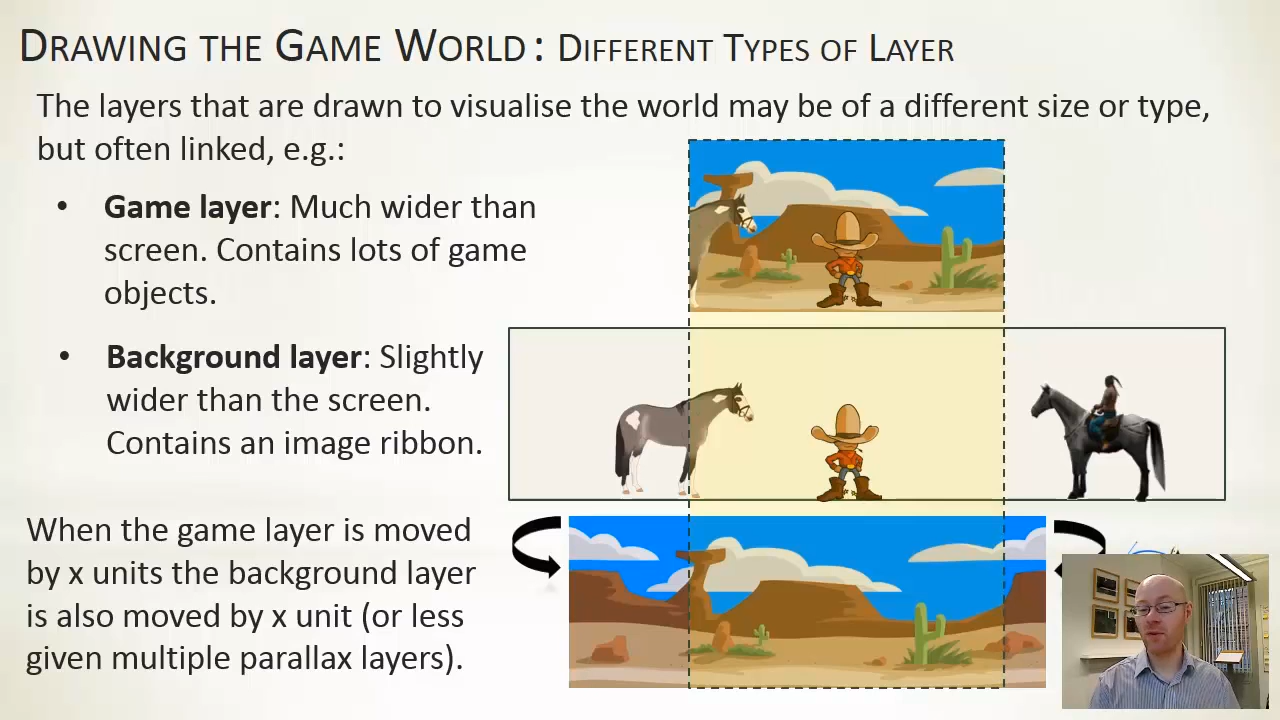 DRAWING THE GAME WORLD: DIFFERENT TYPES OF LAYER
The layers that are drawn to visualise the world may be of a different size or type,
but often linked, e.g.:
• Game layer: Much wider than
screen. Contains lots of game
objects.
• Background layer: Slightly
wider than the screen.
Contains an image ribbon.
When the game layer is moved
by x units the background layer
is also moved by x unit (or less
given multiple parallax layers).